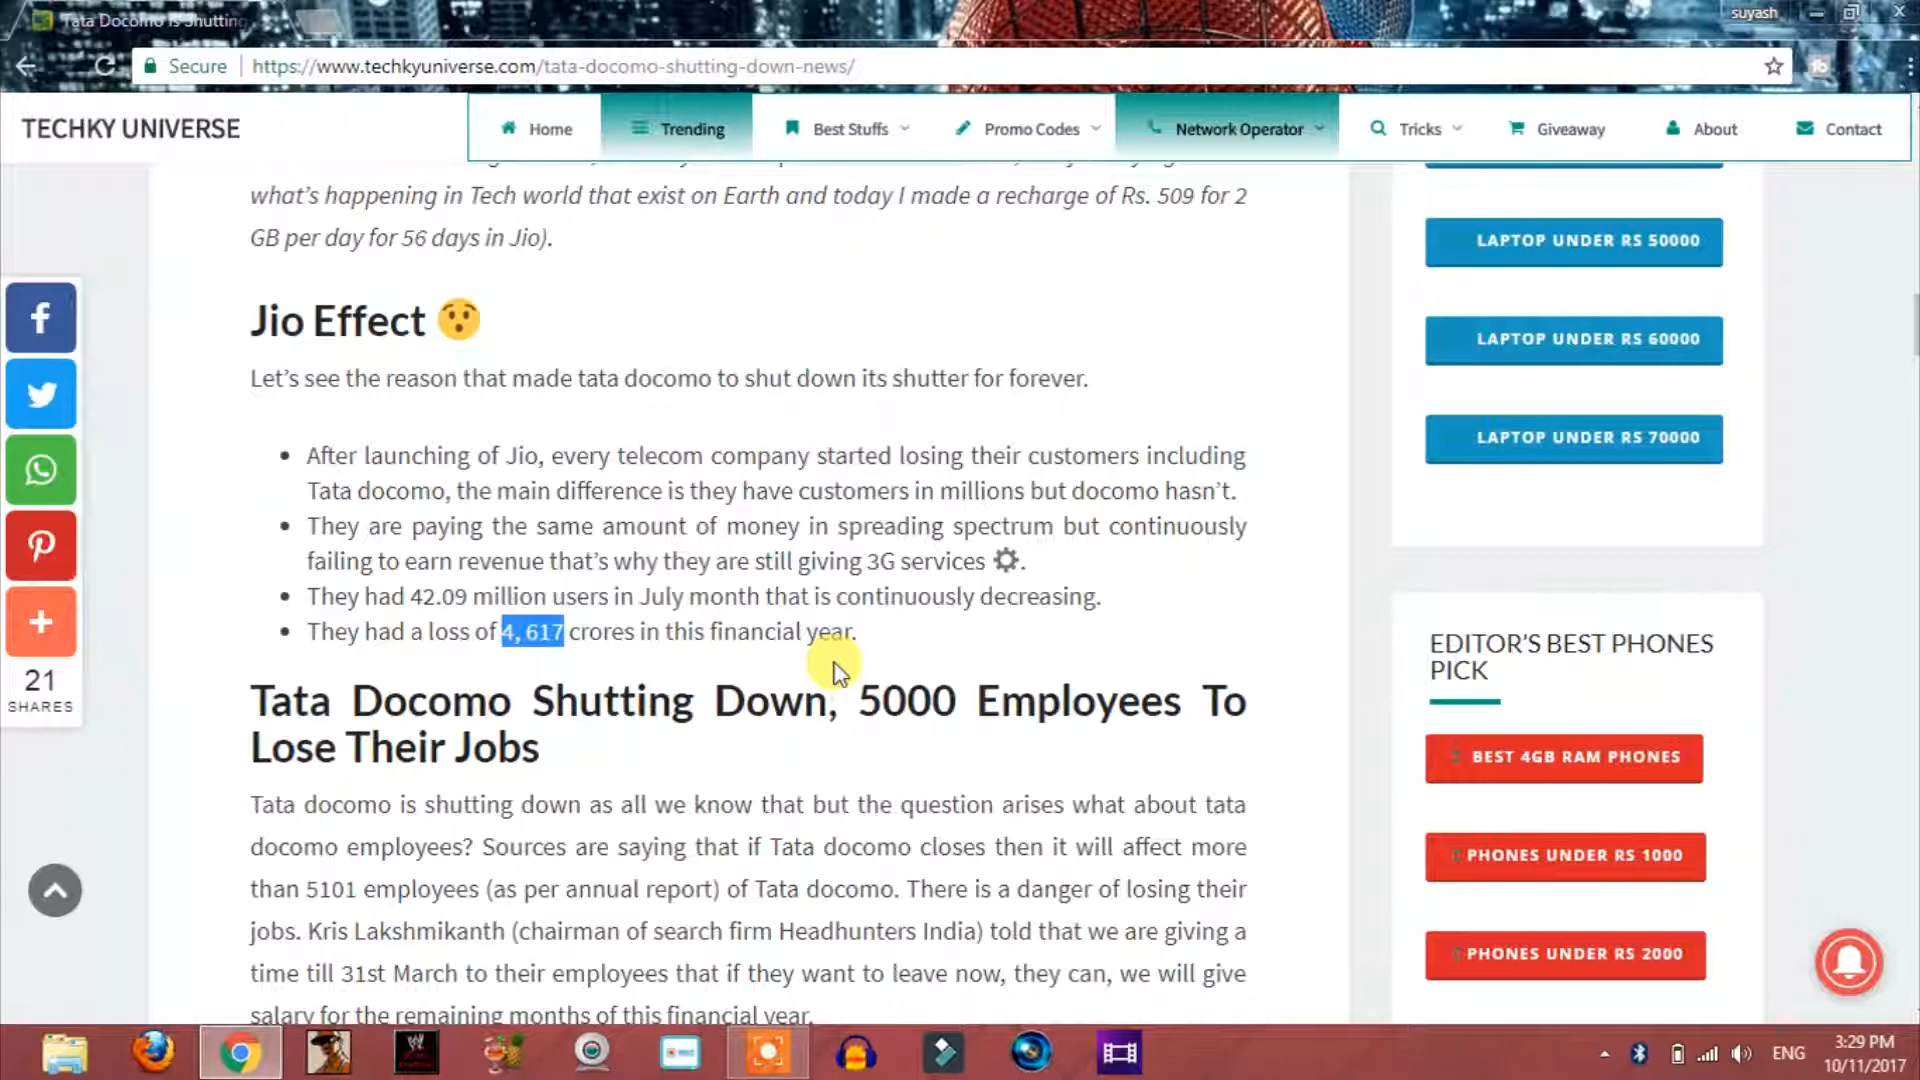 Tata Docomo Is Shutting
suyash
Secure
https://www.techkyuniverse.com/tata-docomo-shutting-down-news/
TECHKY UNIVERSE
Home
Trending
Best Stuffs
Promo Codes
Network Operator
Tricks
Giveaway
About
Contact
what's happening in Tech world that exist on Earth and today I made a recharge of Rs. 509 for 2
GB per day for 56 days in Jio).
Jio Effect
Let's see the reason that made tata docomo to shut down its shutter for forever.
• After launching of Jio, every telecom company started losing their customers including
Tata docomo, the main difference is they have customers in millions but docomo hasn't.
• They are paying the same amount of money in spreading spectrum but continuously
failing to earn revenue that's why they are still giving 3G services ⚙.
• They had 42.09 million users in July month that is continuously decreasing.
• They had a loss of 4, 617 crores in this financial year.
Tata Docomo Shutting Down, 5000 Employees To
Lose Their Jobs
Tata docomo is shutting down as all we know that but the question arises what about tata
docomo employees? Sources are saying that if Tata docomo closes then it will affect more
than 5101 employees (as per annual report) of Tata docomo. There is a danger of losing their
jobs. Kris Lakshmikanth (chairman of search firm Headhunters India) told that we are giving a
time till 31st March to their employees that if they want to leave now, they can, we will give
salary for the remaining months of this financial year.
21
SHARES
LAPTOP UNDER RS 50000
LAPTOP UNDER RS 60000
LAPTOP UNDER RS 70000
EDITOR'S BEST PHONES
PICK
BEST 4GB RAM PHONES
PHONES UNDER RS 1000
PHONES UNDER RS 2000
ENG
3:29 PM
10/11/2017